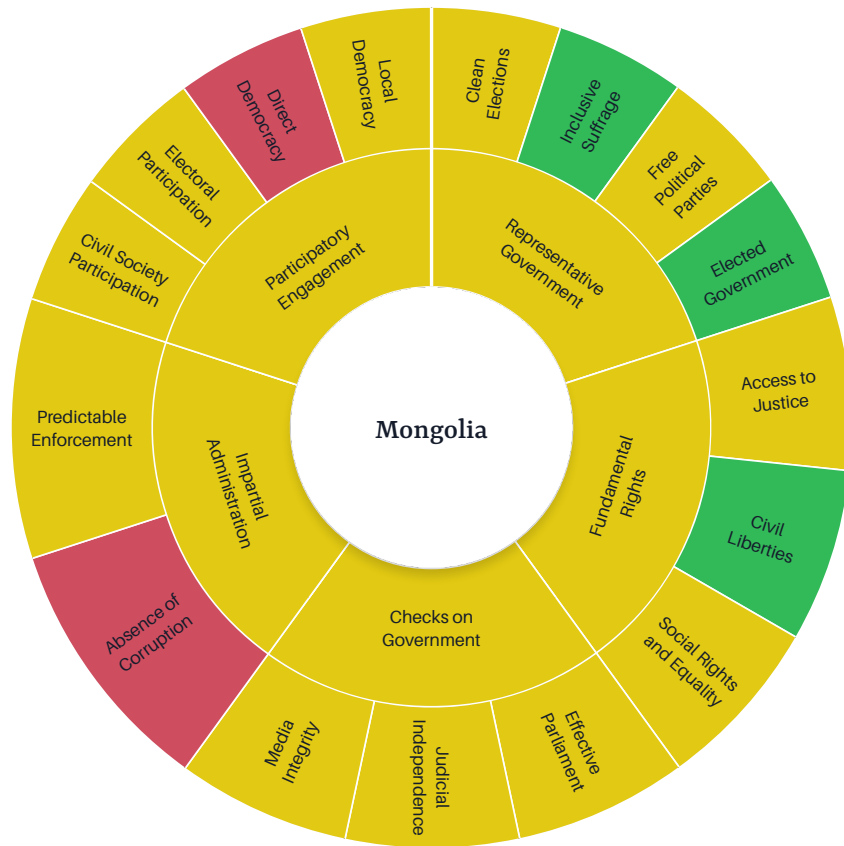 Mongolia
Representative
Government
Fundamental
Rights
Checks on
Government
Impartial
Administration
Participatory
Engagement
Clean
Elections
Inclusive
Suffrage
Free
Political
Parties
Elected
Government
Access to
Justice
Civil
Liberties
Social Rights
and Equality
Effective
Parliament
Judicial
Independence
Media
Integrity
Absence of
Corruption
Predictable
Enforcement
Civil Society
Participation
Electoral
Participation
Direct
Democracy
Local
Democracy